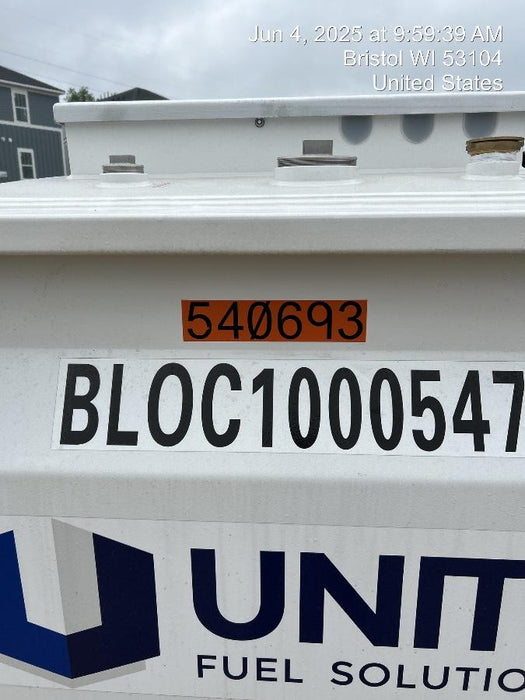 Jun 4, 2025 at 9:59:39 AM
Bristol WI 53104
United States
540693
BLOC1000547
UNIT
FUEL SOLUTIO